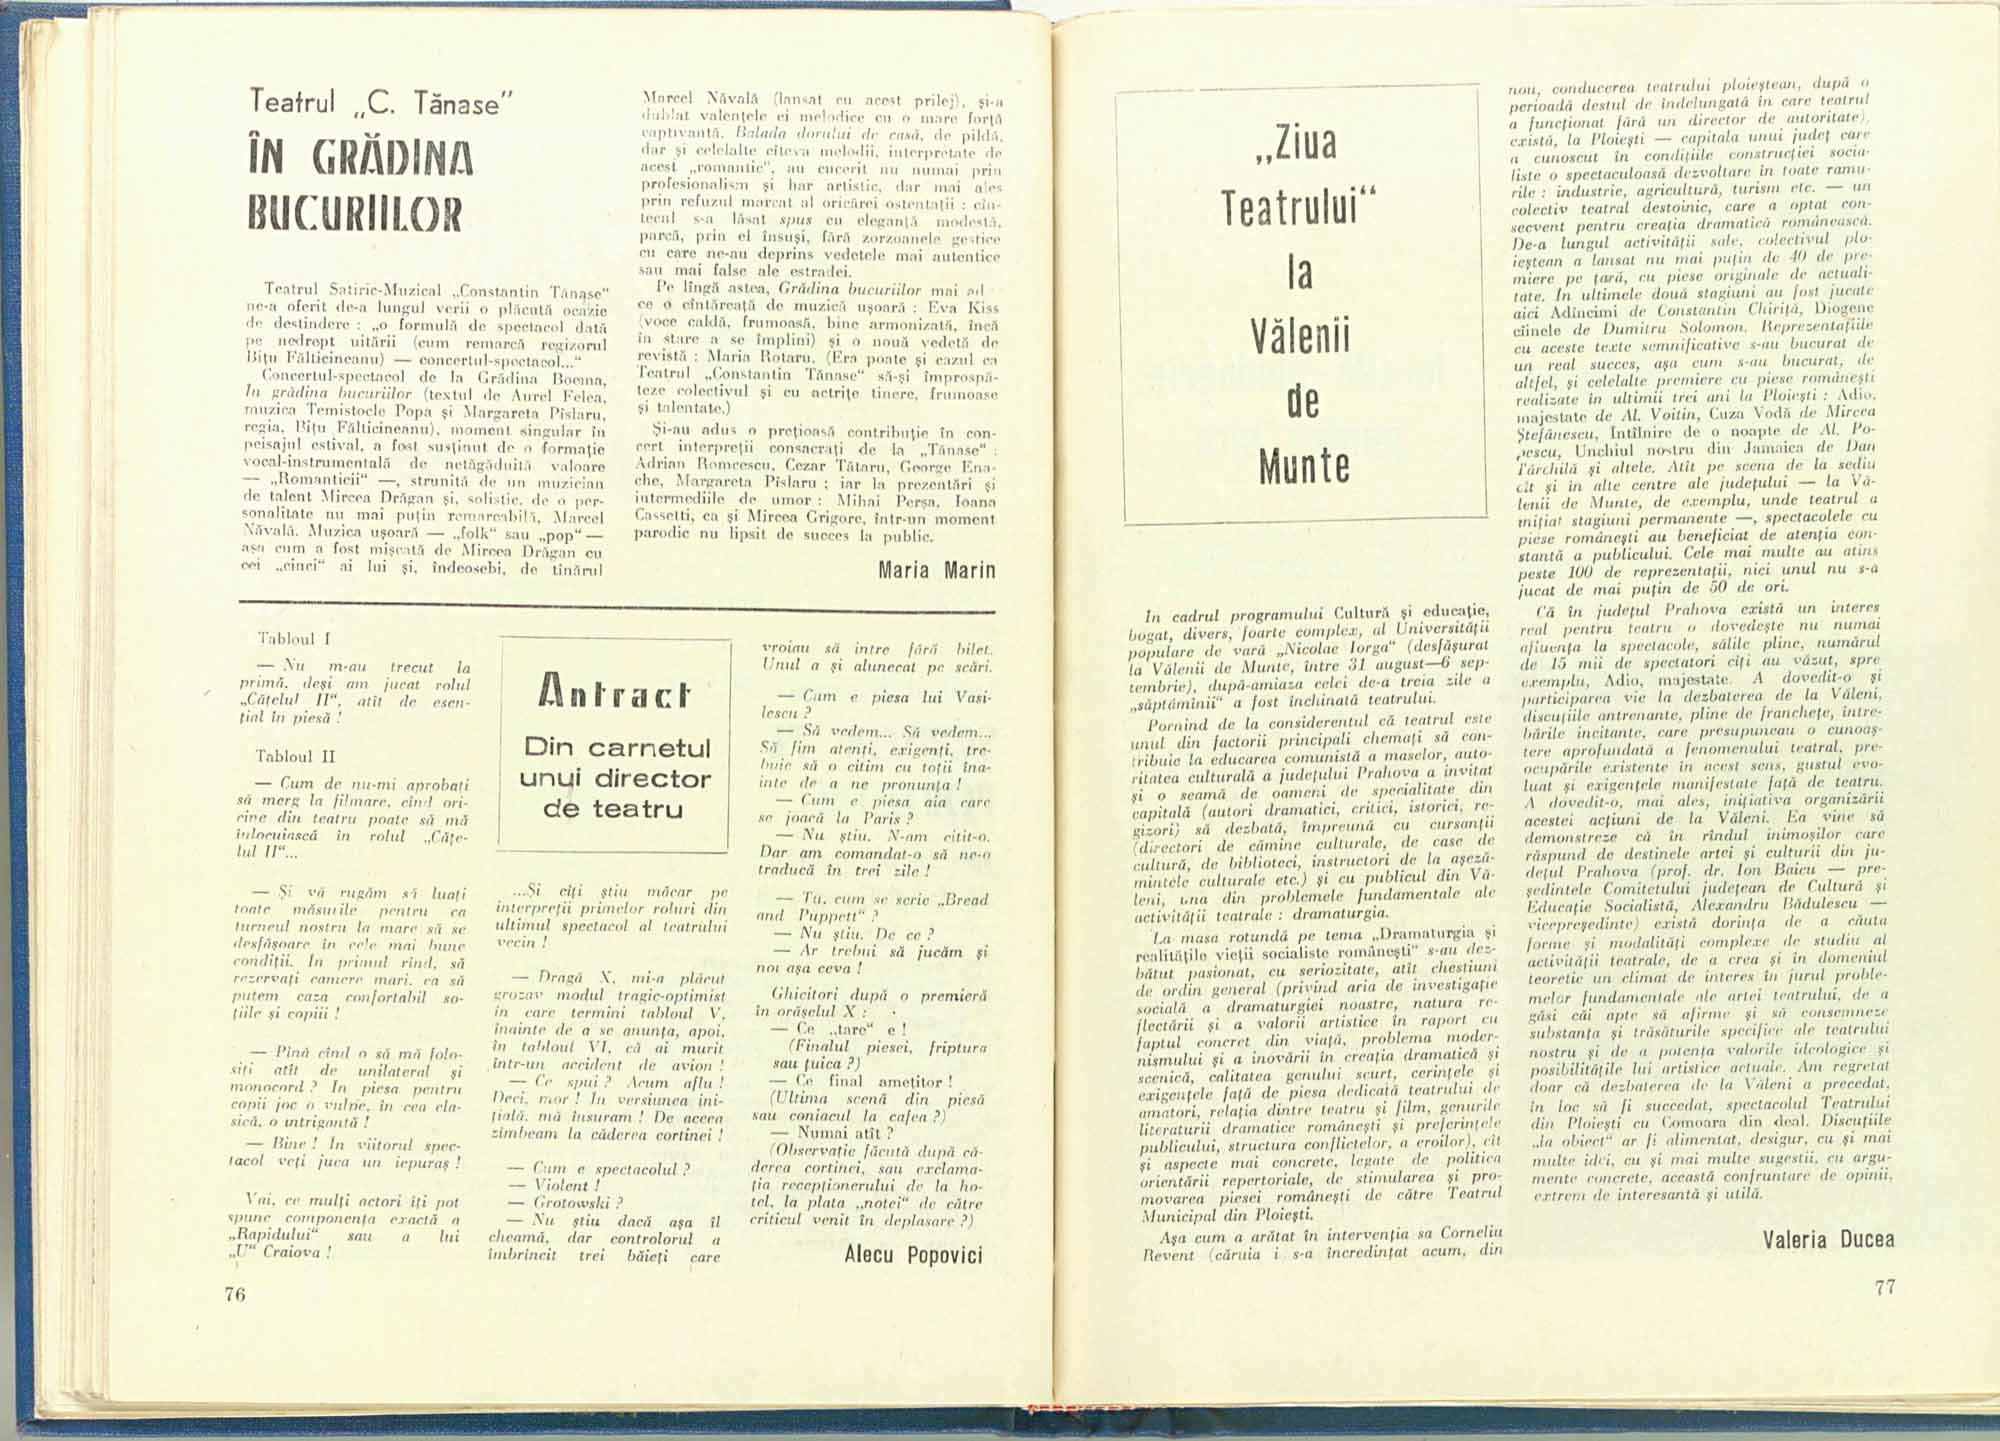 Teatrul „C. Tănase”
ÎN GRĂDINA
BUCURIILOR
Teatrul Satiric-Muzical „Constantin Tănase“
ne-a oferit de-a lungul verii o plăcută ocazie
de destindere : „o formulă de spectacol dată
pe nedrept uitării (cum remarcă regizorul
Bițu Fălticineanu) — concertul-spectacol...“
Concertul-spectacol de la Grădina Boema,
In grădina bucuriilor (textul de Aurel Felea,
muzica Temistocle Popa și Margareta Pîslaru,
regia, Bițu Fălticineanu), moment singular în
peisajul estival, a fost susținut de o formație
vocal-instrumentală de netăgăduită valoare
— „Romanticii“ —, strunită de un muzician
de talent Mircea Drăgan și, solistic, de o per-
sonalitate nu mai puțin remarcabilă, Marcel
Năvală. Muzica ușoară — „folk“ sau „pop“ —
așa cum a fost mișcată de Mircea Drăgan cu
cei „cinci“ ai lui și, îndeosebi, de tînărul
Marcel Năvală (lansat cu acest prilej), și-a
dublat valențele ei melodice cu o mare forță
captivantă. Balada dorului de casă, de pildă,
dar și celelalte cîteva melodii, interpretate de
acest „romantic“, au cucerit nu numai prin
profesionalism și har artistic, dar mai ales
prin refuzul marcat al oricărei ostentații : cîn-
tecul s-a lăsat spus cu eleganță modestă,
parcă, prin el însuși, fără zorzoanele gestice
cu care ne-au deprins vedetele mai autentice
sau mai false ale estradei.
Pe lîngă astea, Grădina bucuriilor mai ad
ce o cîntăreață de muzică ușoară : Eva Kiss
(voce caldă, frumoasă, bine armonizată, încă
în stare a se împlini) și o nouă vedetă de
revistă : Maria Rotaru. (Era poate și cazul ca
Teatrul „Constantin Tănase“ să-și împrospă-
teze colectivul și cu actrițe tinere, frumoase
și talentate.)
Și-au adus o prețioasă contribuție în con-
cert interpreții consacrați de la „Tănase“ :
Adrian Romcescu, Cezar Tătaru, George Ena-
che, Margareta Pîslaru ; iar la prezentări și
intermediile de umor : Mihai Perșa, Ioana
Cassetti, ca și Mircea Grigore, într-un moment
parodic nu lipsit de succes la public.
Maria Marin
Tabloul I
— Nu m-au trecut la
primă, deși am jucat rolul
„Cățelul II“, atît de esen-
țial în piesă !
Tabloul II
— Cum de nu-mi aprobați
să merg la filmare, cînd ori-
cine din teatru poate să mă
înlocuiască în rolul „Cățe-
lul II“...
— Și vă rugăm să luați
toate măsurile pentru ca
turneul nostru la mare să se
desfășoare în cele mai bune
condiții. In primul rînd, să
rezervați camere mari, ca să
putem caza confortabil so-
țiile și copiii !
— Pînă cînd o să mă folo-
siți atît de unilateral și
monocord ? In piesa pentru
copii joc o vulpe, în cea cla-
sică, o intrigantă !
— Bine ! In viitorul spec-
tacol veți juca un iepuraș !
Vai, ce mulți actori îți pot
spune componența exactă a
„Rapidului“ sau a lui
„U“ Craiova !
Antract
Din carnetul
unui director
de teatru
...Și cîți știu măcar pe
interpreții primelor roluri din
ultimul spectacol al teatrului
vecin !
— Dragă X, mi-a plăcut
grozav modul tragic-optimist
în care termini tabloul V,
înainte de a se anunța, apoi,
în tabloul VI, că ai murit
într-un accident de avion !
— Ce spui ? Acum aflu !
Deci, mor ! In versiunea ini-
țială, mă însuram ! De aceea
zîmbeam la căderea cortinei !
— Cum e spectacolul ?
— Violent !
— Grotowski ?
— Nu știu dacă așa îl
cheamă, dar controlorul a
îmbrîncit trei băieți care
vroiau să intre fără bilet.
Unul a și alunecat pe scări.
— Cum e piesa lui Vasi-
lescu ?
— Să vedem... Să vedem...
Să fim atenți, exigenți, tre-
buie să o citim cu toții îna-
inte de a ne pronunța !
— Cum e piesa aia care
se joacă la Paris ?
— Nu știu. N-am citit-o.
Dar am comandat-o să ne-o
traducă în trei zile !
— Tu, cum se scrie „Bread
and Puppett“ ?
— Nu știu. De ce ?
— Ar trebui să jucăm și
noi așa ceva !
Ghicitori după o premieră
în orășelul X :
— Ce „tare“ e !
(Finalul piesei, friptura
sau țuica ?)
— Ce final amețitor !
(Ultima scenă din piesă
sau coniacul la cafea ?)
— Numai atît ?
(Observație făcută după că-
derea cortinei, sau exclama-
ția recepționerului de la ho-
tel, la plata „notei“ de către
criticul venit în deplasare ?)
Alecu Popovici
76
„Ziua
Teatrului“
la
Vălenii
de
Munte
In cadrul programului Cultură și educație,
bogat, divers, foarte complex, al Universității
populare de vară „Nicolae Iorga“ (desfășurat
la Vălenii de Munte, între 31 august—6 sep-
tembrie), după-amiaza celei de-a treia zile a
„săptămînii“ a fost închinată teatrului.
Pornind de la considerentul că teatrul este
unul din factorii principali chemați să con-
tribuie la educarea comunistă a maselor, auto-
ritatea culturală a județului Prahova a invitat
și o seamă de oameni de specialitate din
capitală (autori dramatici, critici, istorici, re-
gizori) să dezbată, împreună cu cursanții
(directori de cămine culturale, de case de
cultură, de biblioteci, instructori de la așeză-
mintele culturale etc.) și cu publicul din Vă-
leni, una din problemele fundamentale ale
activității teatrale : dramaturgia.
La masa rotundă pe tema „Dramaturgia și
realitățile vieții socialiste românești“ s-au dez-
bătut pasionat, cu seriozitate, atît chestiuni
de ordin general (privind aria de investigație
socială a dramaturgiei noastre, natura re-
flectării și a valorii artistice în raport cu
faptul concret din viață, problema moder-
nismului și a inovării în creația dramatică și
scenică, calitatea genului scurt, cerințele și
exigențele față de piesa dedicată teatrului de
amatori, relația dintre teatru și film, genurile
literaturii dramatice românești și preferințele
publicului, structura conflictelor, a eroilor), cît
și aspecte mai concrete, legate de politica
orientării repertoriale, de stimularea și pro-
movarea piesei românești de către Teatrul
Municipal din Ploiești.
Așa cum a arătat în intervenția sa Corneliu
Revent (căruia i s-a încredințat acum, din
nou, conducerea teatrului ploieștean, după o
perioadă destul de îndelungată în care teatrul
a funcționat fără un director de autoritate),
există, la Ploiești — capitala unui județ care
a cunoscut în condițiile construcției socia-
liste o spectaculoasă dezvoltare în toate ramu-
rile : industrie, agricultură, turism etc. — un
colectiv teatral destoinic, care a optat con-
secvent pentru creația dramatică românească.
De-a lungul activității sale, colectivul plo-
ieștean a lansat nu mai puțin de 40 de pre-
miere pe țară, cu piese originale de actuali-
tate. In ultimele două stagiuni au fost jucate
aici Adîncimi de Constantin Chiriță, Diogene
cîinele de Dumitru Solomon. Reprezentațiile
cu aceste texte semnificative s-au bucurat de
un real succes, așa cum s-au bucurat, de
altfel, și celelalte premiere cu piese românești
realizate în ultimii trei ani la Ploiești : Adio,
majestate de Al. Voitin, Cuza Vodă de Mircea
Ștefănescu, Intîlnire de o noapte de Al. Po-
pescu, Unchiul nostru din Jamaica de Dan
Tărchilă și altele. Atît pe scena de la sediu
cît și în alte centre ale județului — la Vă-
lenii de Munte, de exemplu, unde teatrul a
inițiat stagiuni permanente —, spectacolele cu
piese românești au beneficiat de atenția con-
stantă a publicului. Cele mai multe au atins
peste 100 de reprezentații, nici unul nu s-a
jucat de mai puțin de 50 de ori.
Că în județul Prahova există un interes
real pentru teatru o dovedește nu numai
afluența la spectacole, sălile pline, numărul
de 15 mii de spectatori cîți au văzut, spre
exemplu, Adio, majestate. A dovedit-o și
participarea vie la dezbaterea de la Văleni,
discuțiile antrenante, pline de franchețe, între-
bările incitante, care presupuneau o cunoaș-
tere aprofundată a fenomenului teatral, pre-
ocupările existente în acest sens, gustul evo-
luat și exigențele manifestate față de teatru.
A dovedit-o, mai ales, inițiativa organizării
acestei acțiuni de la Văleni. Ea vine să
demonstreze că în rîndul inimoșilor care
răspund de destinele artei și culturii din ju-
dețul Prahova (prof. dr. Ion Baicu — pre-
ședintele Comitetului județean de Cultură și
Educație Socialistă, Alexandru Bădulescu —
vicepreședinte) există dorința de a căuta
forme și modalități complexe de studiu al
activității teatrale, de a crea și în domeniul
teoretic un climat de interes în jurul proble-
melor fundamentale ale artei teatrului, de a
găsi căi apte să afirme și să consemneze
substanța și trăsăturile specifice ale teatrului
nostru și de a potența valorile ideologice și
posibilitățile lui artistice actuale. Am regretat
doar că dezbaterea de la Văleni a precedat,
în loc să fi succedat, spectacolul Teatrului
din Ploiești cu Comoara din deal. Discuțiile
„la obiect“ ar fi alimentat, desigur, cu și mai
multe idei, cu și mai multe sugestii, cu argu-
mente concrete, această confruntare de opinii,
extrem de interesantă și utilă.
Valeria Ducea
77